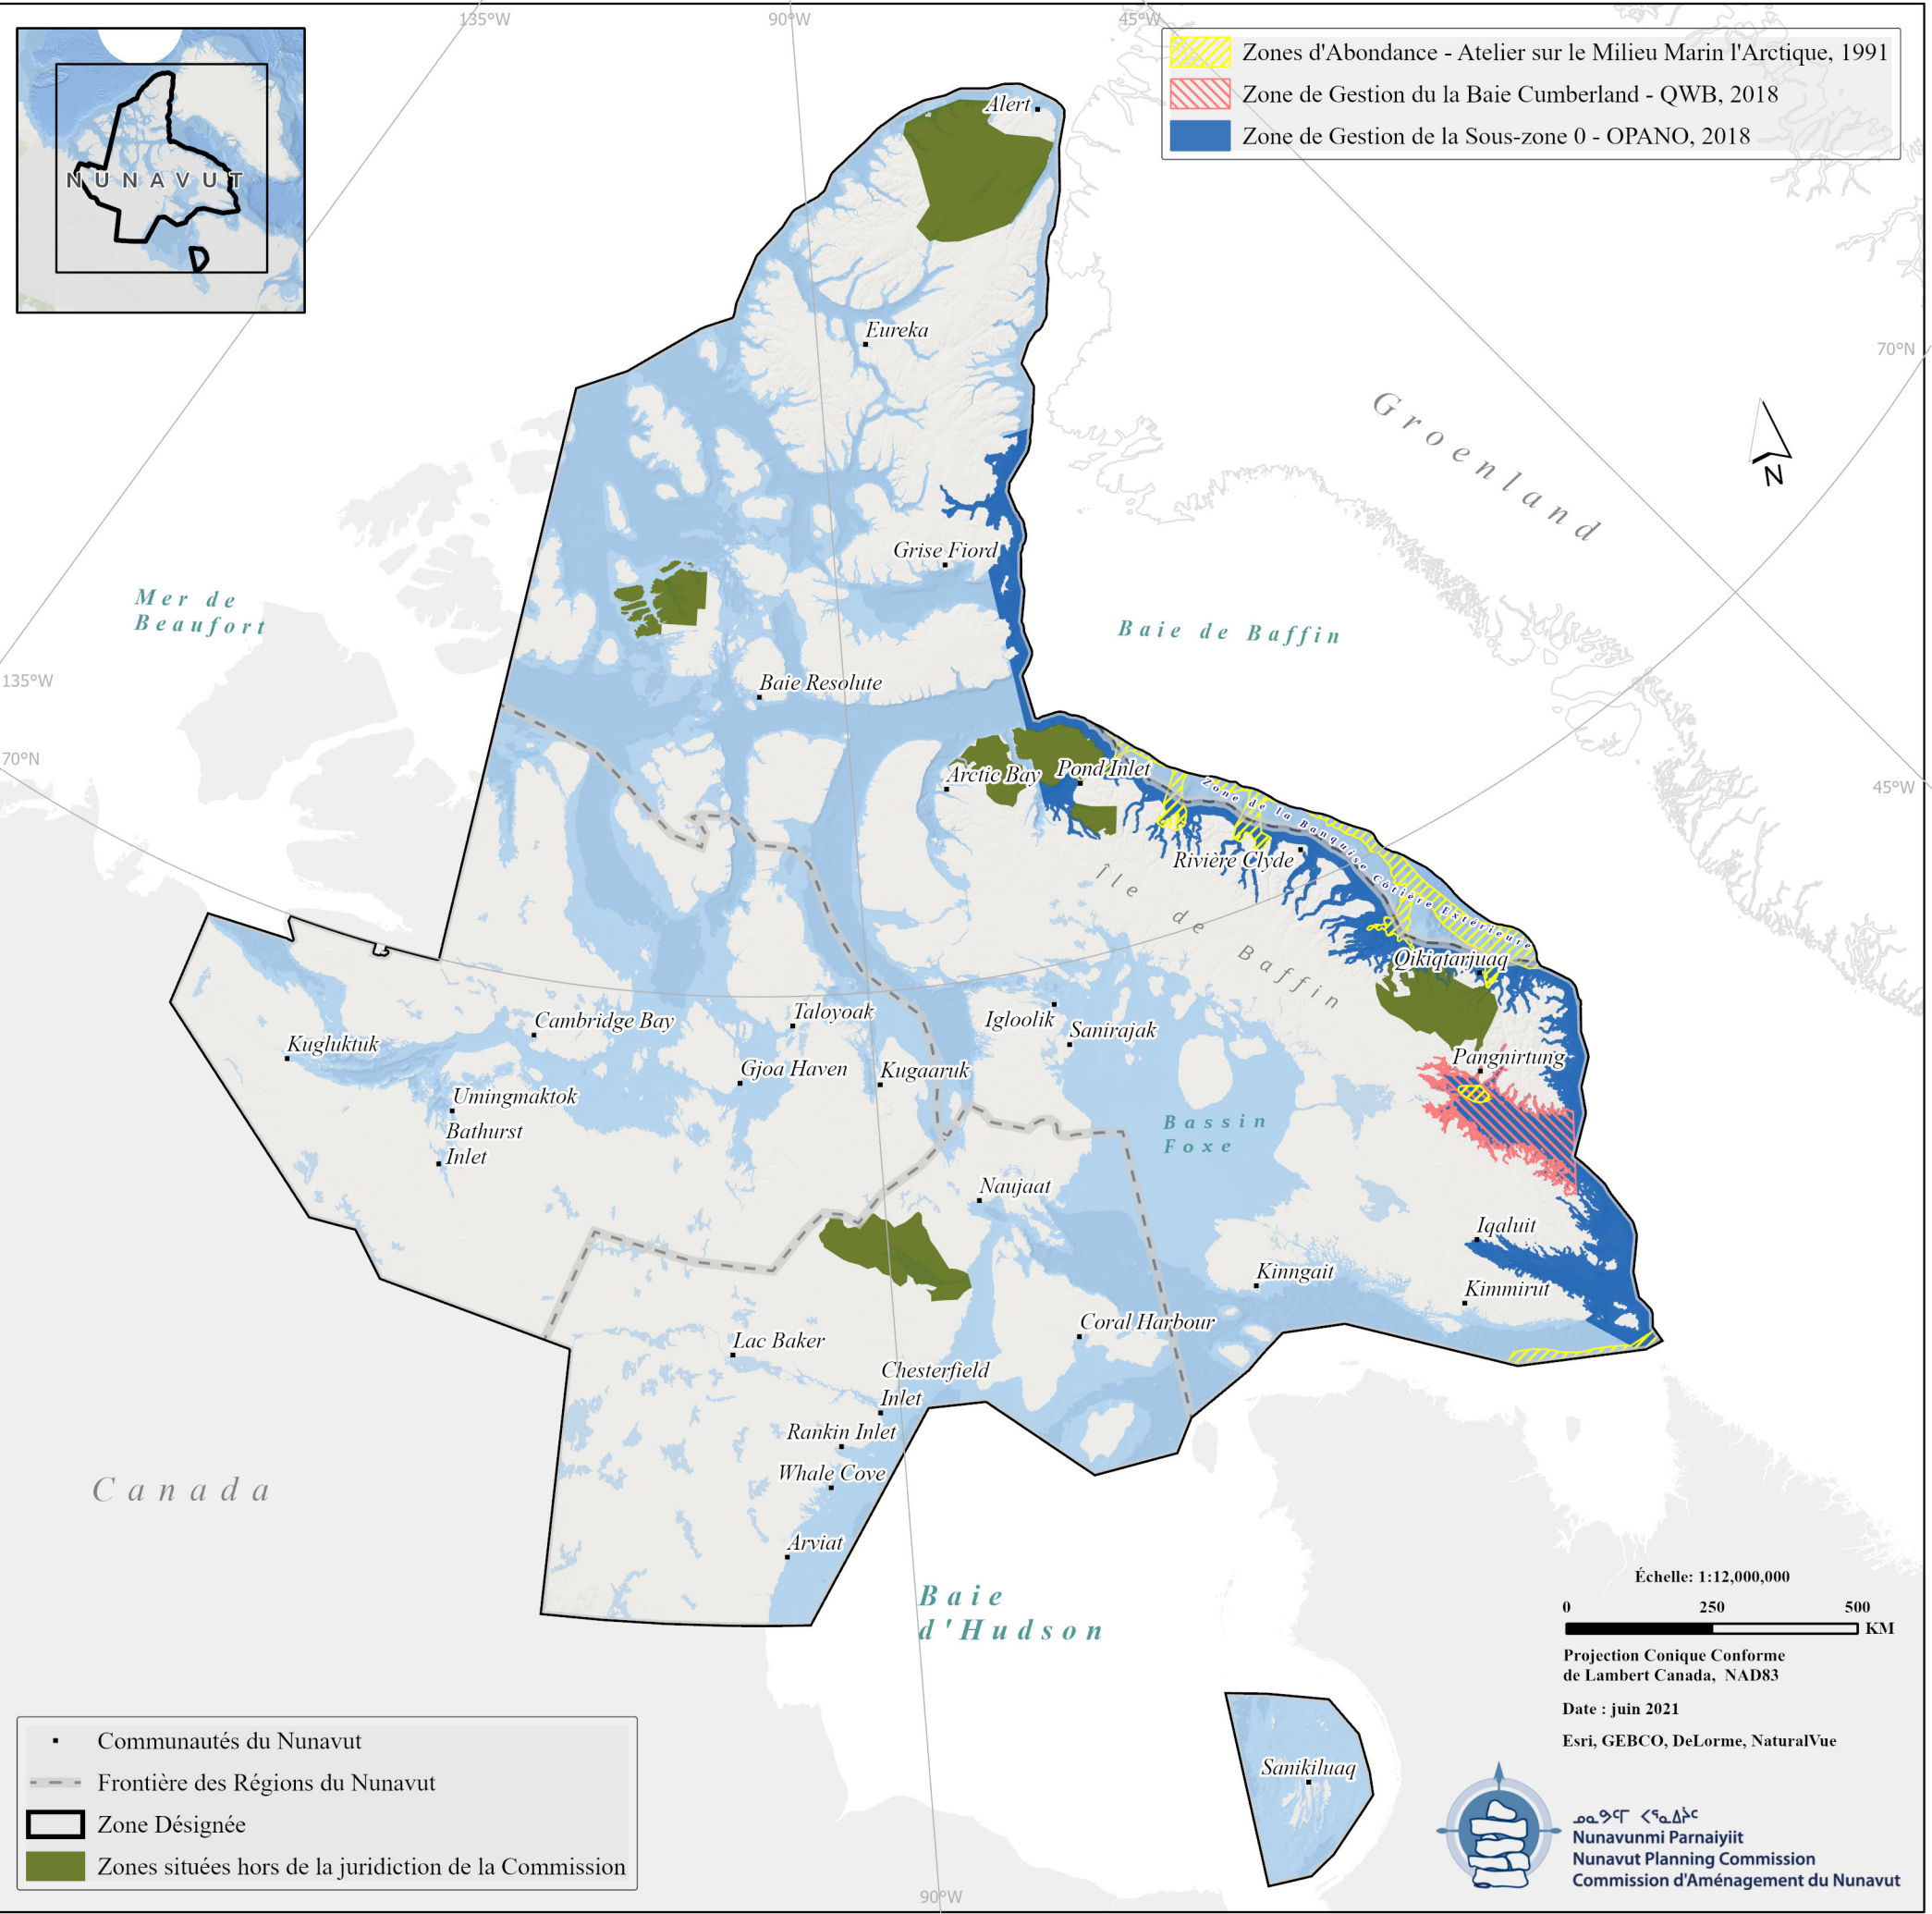 135°W
90°W
45°W
Zones d'Abondance - Atelier sur le Milieu Marin l'Arctique, 1991
Zone de Gestion du la Baie Cumberland - QWB, 2018
Zone de Gestion de la Sous-zone 0 - OPANO, 2018
NUNAVUT
Alert
Eureka
70°N
Groenland
N
Grise Fiord
Mer de
Beaufort
Baie de Baffin
135°W
Baie Resolute
70°N
Arctic Bay
Pond Inlet
Zone de la Banquise Côtière Extérieure
45°W
Rivière Clyde
Île de Baffin
Qikiqtarjuaq
Cambridge Bay
Taloyoak
Igloolik
Sanirajak
Kugluktuk
Gjoa Haven
Kugaaruk
Pangnirtung
Umingmaktok
Bathurst
Inlet
Bassin
Foxe
Naujaat
Iqaluit
Kinngait
Kimmirut
Coral Harbour
Lac Baker
Chesterfield
Inlet
Rankin Inlet
Whale Cove
Canada
Arviat
Baie
d'Hudson
Échelle: 1:12,000,000
0 250 500
KM
Projection Conique Conforme
de Lambert Canada, NAD83
Date : juin 2021
Esri, GEBCO, DeLorme, NaturalVue
Sanikiluaq
Communautés du Nunavut
Frontière des Régions du Nunavut
Zone Désignée
Zones situées hors de la juridiction de la Commission
90°W
ᓄᓇᕗᑦᒥ ᐸᕐᓇᐃᔩᑦ
Nunavunmi Parnaiyiit
Nunavut Planning Commission
Commission d'Aménagement du Nunavut